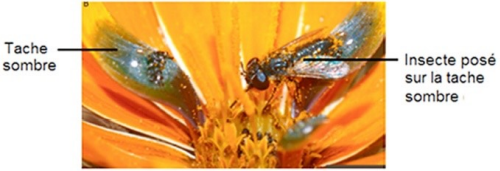 B
Tache
sombre
Insecte posé
sur la tache
sombre